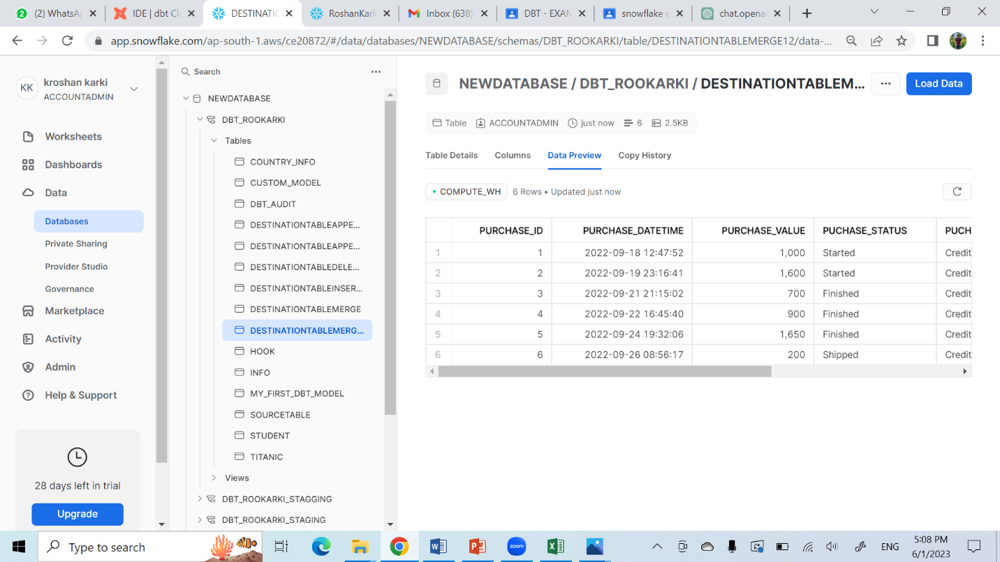 (2) WhatsAp
IDE | dbt Clo
DESTINATIO
RoshanKark
Inbox (638)
DBT - EXAM
snowflake e
chat.openai
app.snowflake.com/ap-south-1.aws/ce20872/#/data/databases/NEWDATABASE/schemas/DBT_ROOKARKI/table/DESTINATIONTABLEMERGE12/data-...
KK
kroshan karki
ACCOUNTADMIN
Worksheets
Dashboards
Data
Databases
Private Sharing
Provider Studio
Governance
Marketplace
Activity
Admin
Help & Support
28 days left in trial
Upgrade
Search
NEWDATABASE
DBT_ROOKARKI
Tables
COUNTRY_INFO
CUSTOM_MODEL
DBT_AUDIT
DESTINATIONTABLEAPPE...
DESTINATIONTABLEAPPE...
DESTINATIONTABLEDELE...
DESTINATIONTABLEINSER...
DESTINATIONTABLEMERGE
DESTINATIONTABLEMERG...
HOOK
INFO
MY_FIRST_DBT_MODEL
SOURCETABLE
STUDENT
TITANIC
Views
DBT_ROOKARKI_STAGGING
DBT_ROOKARKI_STAGING
NEWDATABASE / DBT_ROOKARKI / DESTINATIONTABLEM...
Load Data
Table ACCOUNTADMIN just now 6 2.5KB
Table Details Columns Data Preview Copy History
COMPUTE_WH 6 Rows • Updated just now
PURCHASE_ID PURCHASE_DATETIME PURCHASE_VALUE PUCHASE_STATUS PUCH
1 1 2022-09-18 12:47:52 1,000 Started Credit
2 2 2022-09-19 23:16:41 1,600 Started Credit
3 3 2022-09-21 21:15:02 700 Finished Credit
4 4 2022-09-22 16:45:40 900 Finished Credit
5 5 2022-09-24 19:32:06 1,650 Finished Credit
6 6 2022-09-26 08:56:17 200 Shipped Credit
Type to search
zoom
ENG
5:08 PM
6/1/2023